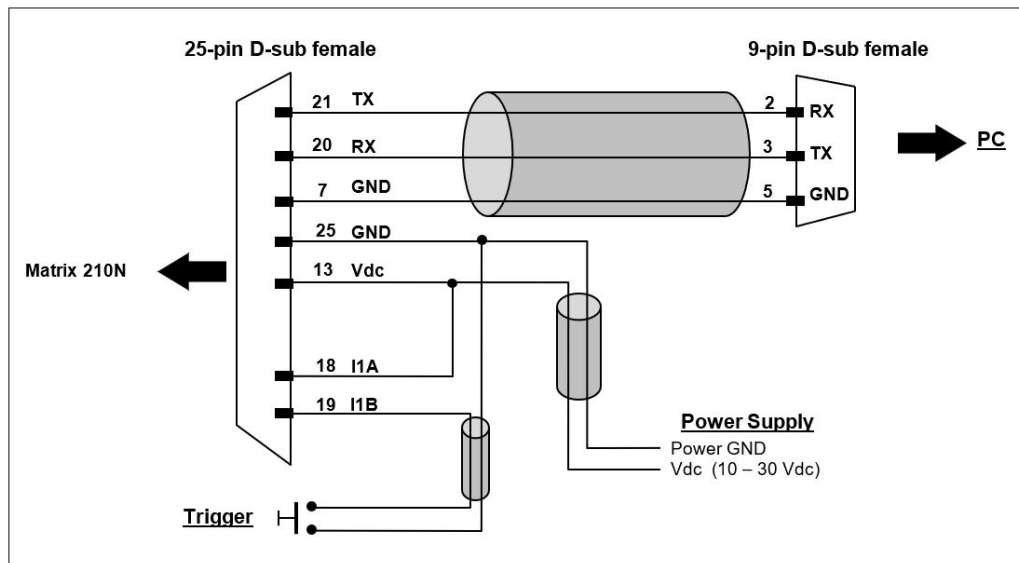 25-pin D-sub female 9-pin D-sub female
21 TX 2 RX
20 RX 3 TX PC
7 GND 5 GND
25 GND
Matrix 210N 13 Vdc
18 I1A
19 I1B
Power Supply
Power GND
Vdc (10 – 30 Vdc)
Trigger